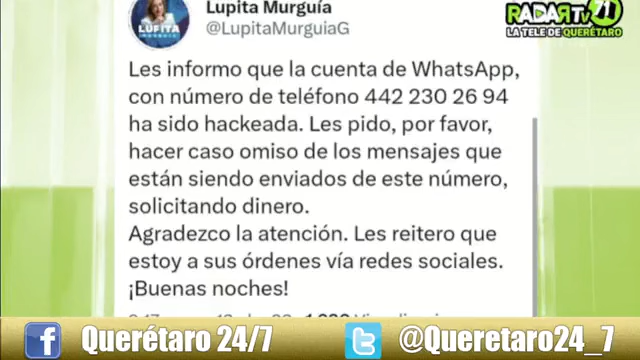 Lupita Murguía
@LupitaMurguiaG
LUPITA
RADARTV 71
LA TELE DE QUERÉTARO
Les informo que la cuenta de WhatsApp,
con número de teléfono 442 230 26 94
ha sido hackeada. Les pido, por favor,
hacer caso omiso de los mensajes que
están siendo enviados de este número,
solicitando dinero.
Agradezco la atención. Les reitero que
estoy a sus órdenes vía redes sociales.
¡Buenas noches!
f Querétaro 24/7
@Queretaro24_7